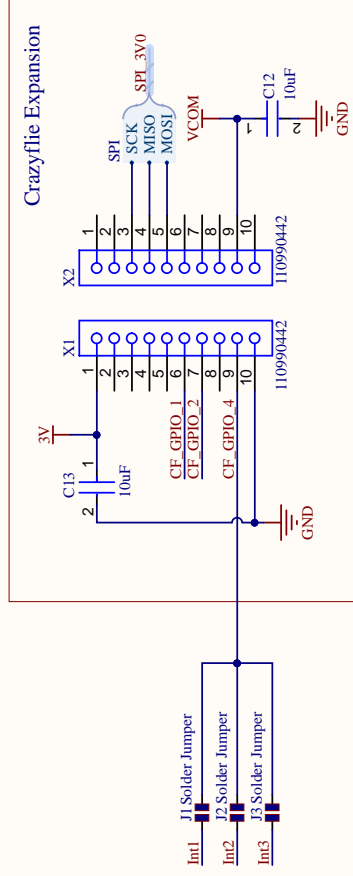 Crazyflie Expansion
SPI_3V0
SPI
SCK
MISO
MOSI
VCOM
C12
10uF
1
2
GND
X2
1
2
3
4
5
6
7
8
9
10
110990442
X1
1
2
3
4
5
6
7
8
9
10
110990442
3V
C13
1
2
10uF
CF_GPIO_1
CF_GPIO_2
CF_GPIO_4
GND
J1 Solder Jumper
J2 Solder Jumper
J3 Solder Jumper
Int1
Int2
Int3